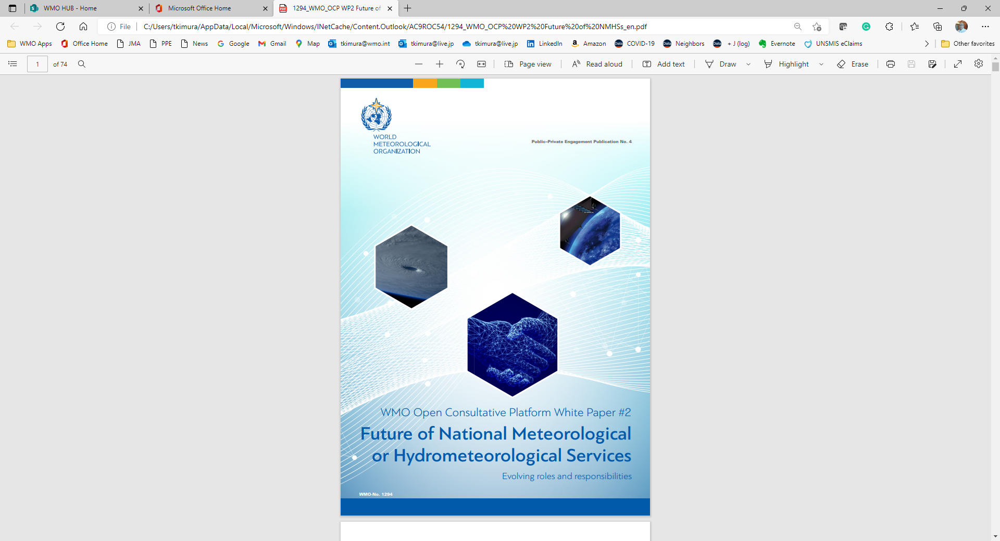 WMO HUB - Home
Microsoft Office Home
1294_WMO_OCP WP2 Future of
File
C:/Users/tkimura/AppData/Local/Microsoft/Windows/INetCache/Content.Outlook/AC9ROC54/1294_WMO_OCP%20WP2%20Future%20of%20NMHSs_en.pdf
WMO Apps
Office Home
JMA
PPE
News
Google
Gmail
Map
tkimura@wmo.int
tkimura@live.jp
tkimura@live.jp
LinkedIn
Amazon
COVID-19
Neighbors
+ J (log)
Evernote
UNSMIS eClaims
Other favorites
1 of 74
Page view
Read aloud
Add text
Draw
Highlight
Erase
WORLD
METEOROLOGICAL
ORGANIZATION
Public–Private Engagement Publication No. 4
WMO Open Consultative Platform White Paper #2
Future of National Meteorological
or Hydrometeorological Services
Evolving roles and responsibilities
WMO-No. 1294